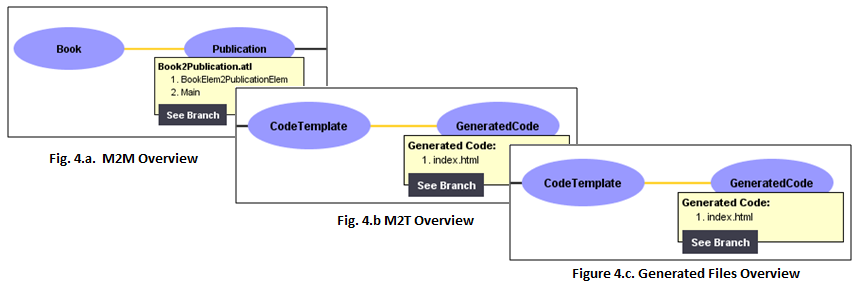 Book
Publication
Book2Publication.atl
1. BookElem2PublicationElem
2. Main
See Branch
Fig. 4.a. M2M Overview
CodeTemplate
GeneratedCode
Generated Code:
1. index.html
See Branch
Fig. 4.b M2T Overview
CodeTemplate
GeneratedCode
Generated Code:
1. index.html
See Branch
Figure 4.c. Generated Files Overview